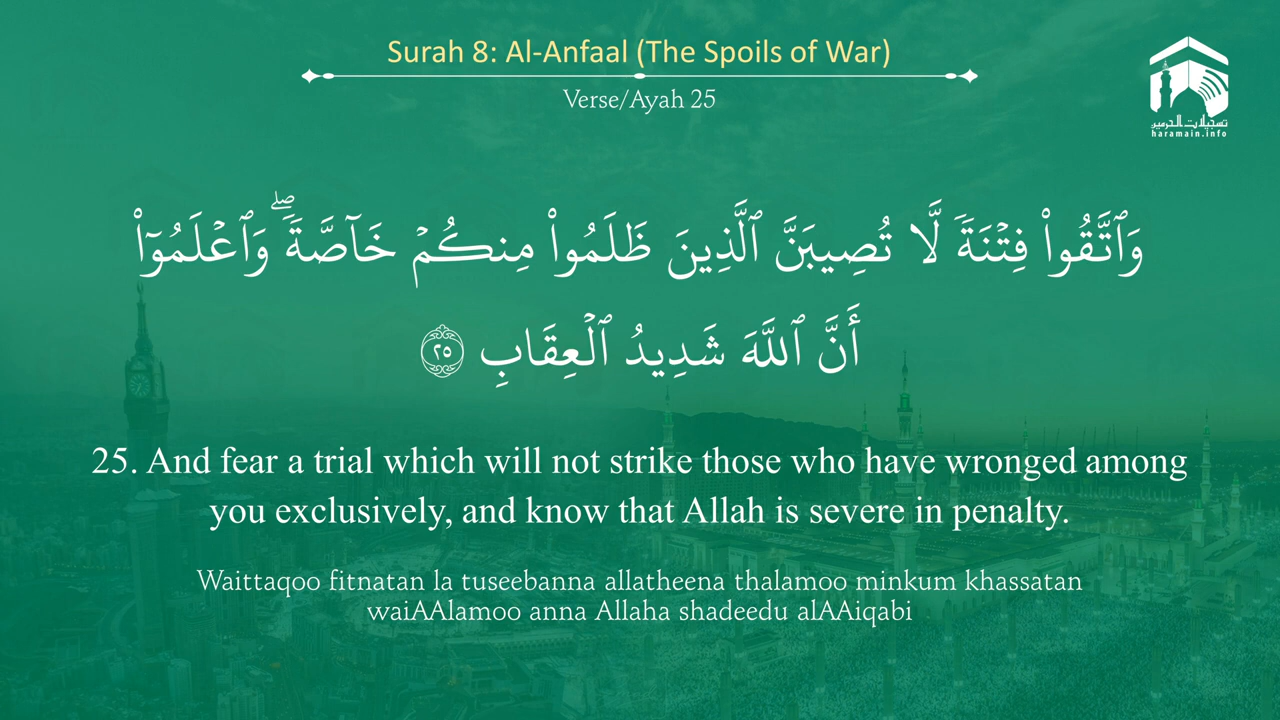 Surah 8: Al-Anfaal (The Spoils of War)
Verse/Ayah 25
تسجيلات الحرمين
haramain.info
وَٱتَّقُوا۟ فِتْنَةً لَّا تُصِيبَنَّ ٱلَّذِينَ ظَلَمُوا۟ مِنكُمْ خَآصَّةً ۖ وَٱعْلَمُوٓا۟
أَنَّ ٱللَّهَ شَدِيدُ ٱلْعِقَابِ ٢٥
25. And fear a trial which will not strike those who have wronged among
you exclusively, and know that Allah is severe in penalty.
Waittaqoo fitnatan la tuseebanna allatheena thalamoo minkum khassatan
waiAAlamoo anna Allaha shadeedu alAAiqabi